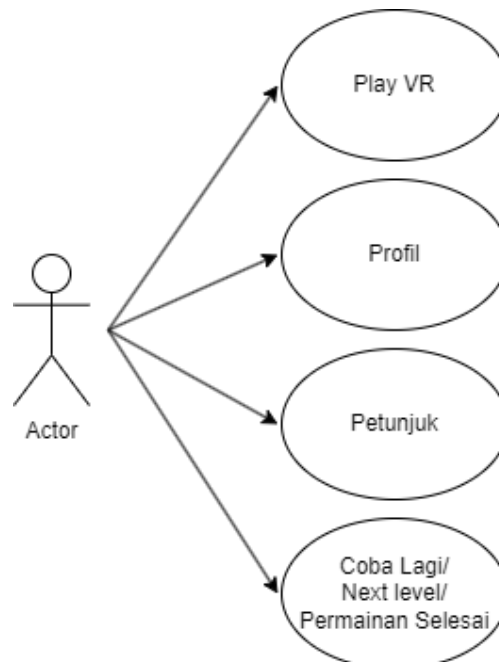 Play VR
Profil
Actor
Petunjuk
Coba Lagi/
Next level/
Permainan Selesai